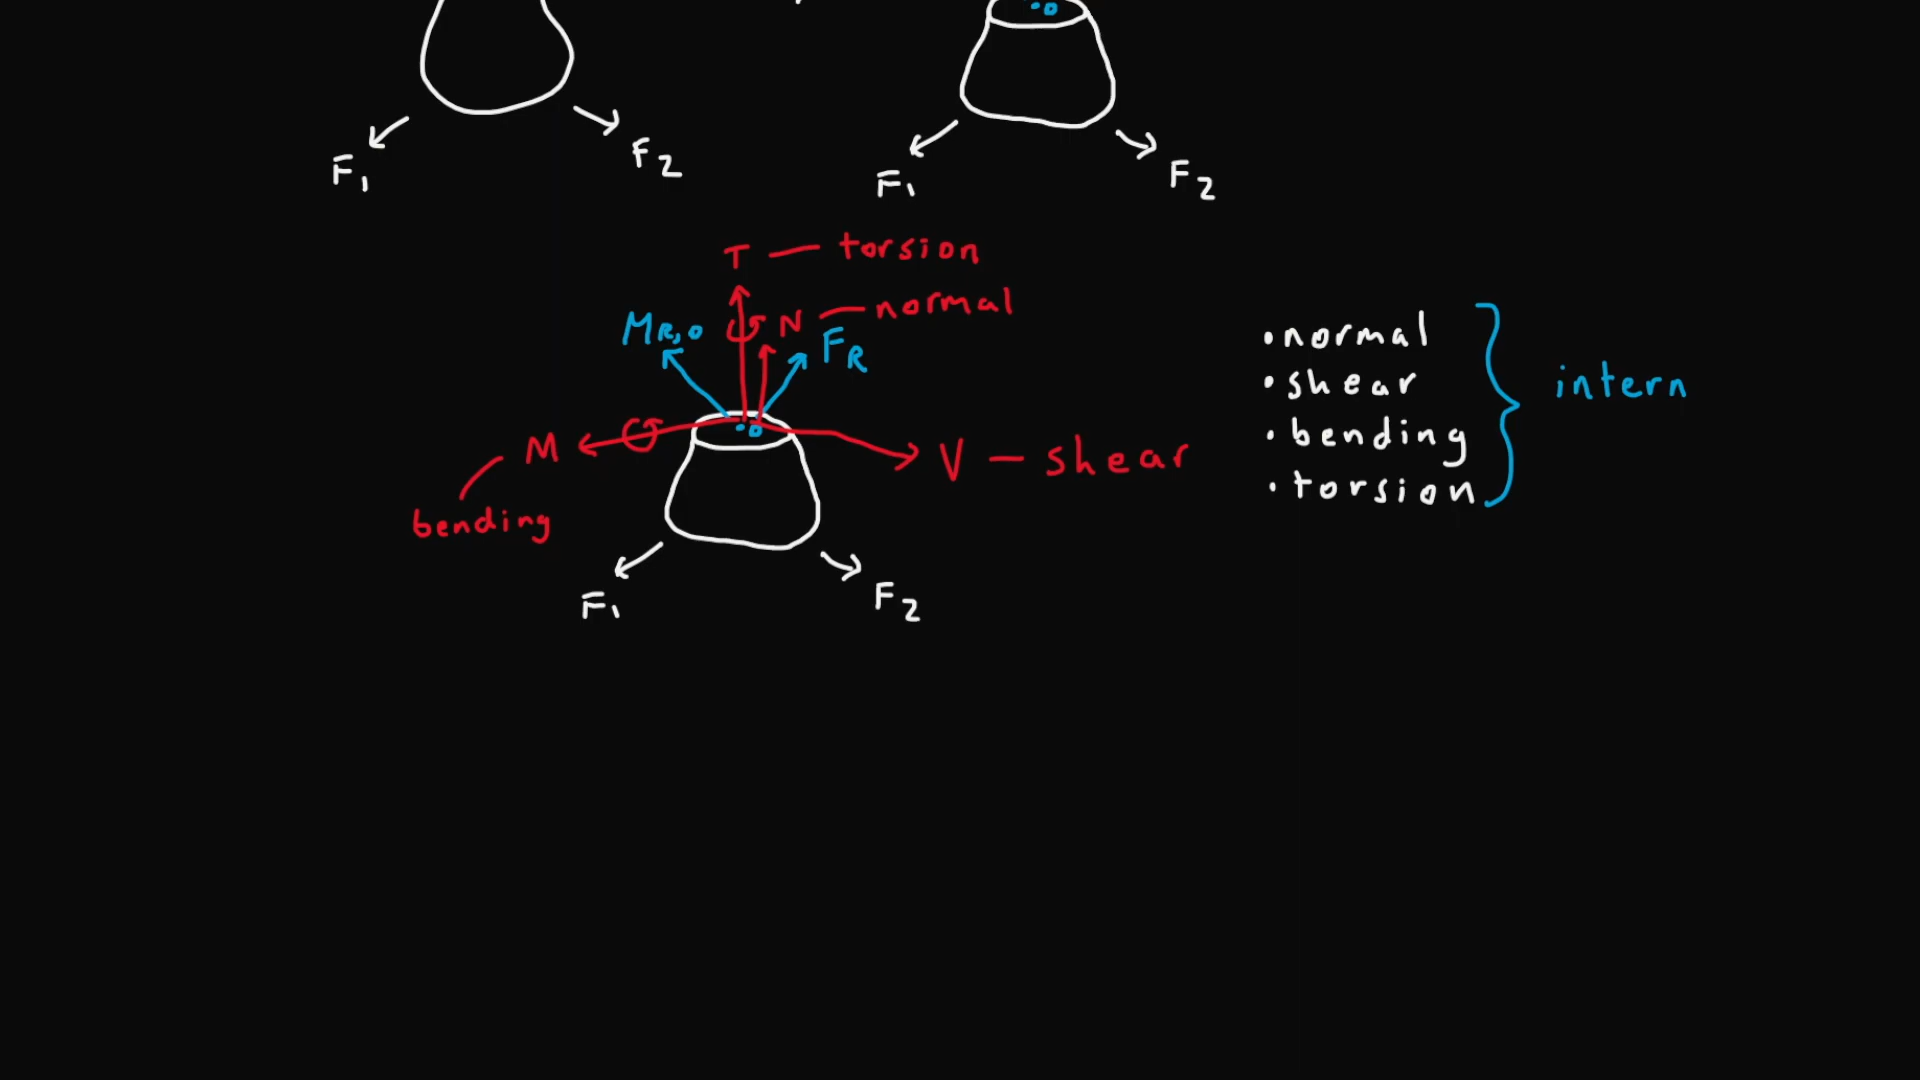 F1
F2
F1
F2
T — torsion
N — normal
MR,o
FR
M
bending
V — shear
F1
F2
• normal
• shear
• bending
• torsion
intern